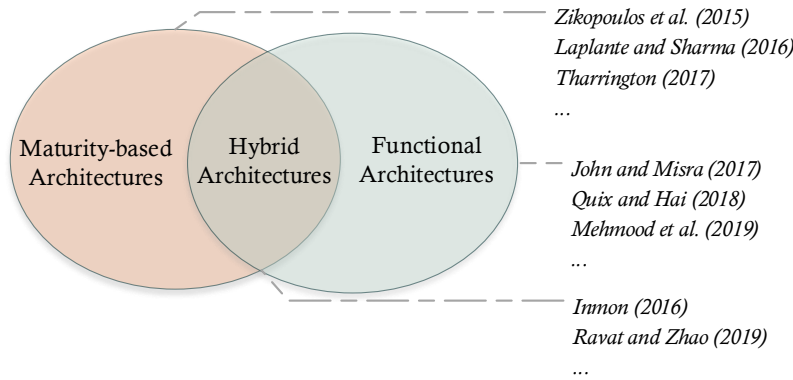 Zikopoulos et al. (2015)
Laplante and Sharma (2016)
Tharrington (2017)
...
Maturity-based
Architectures
Hybrid
Architectures
Functional
Architectures
John and Misra (2017)
Quix and Hai (2018)
Mehmood et al. (2019)
...
Inmon (2016)
Ravat and Zhao (2019)
...